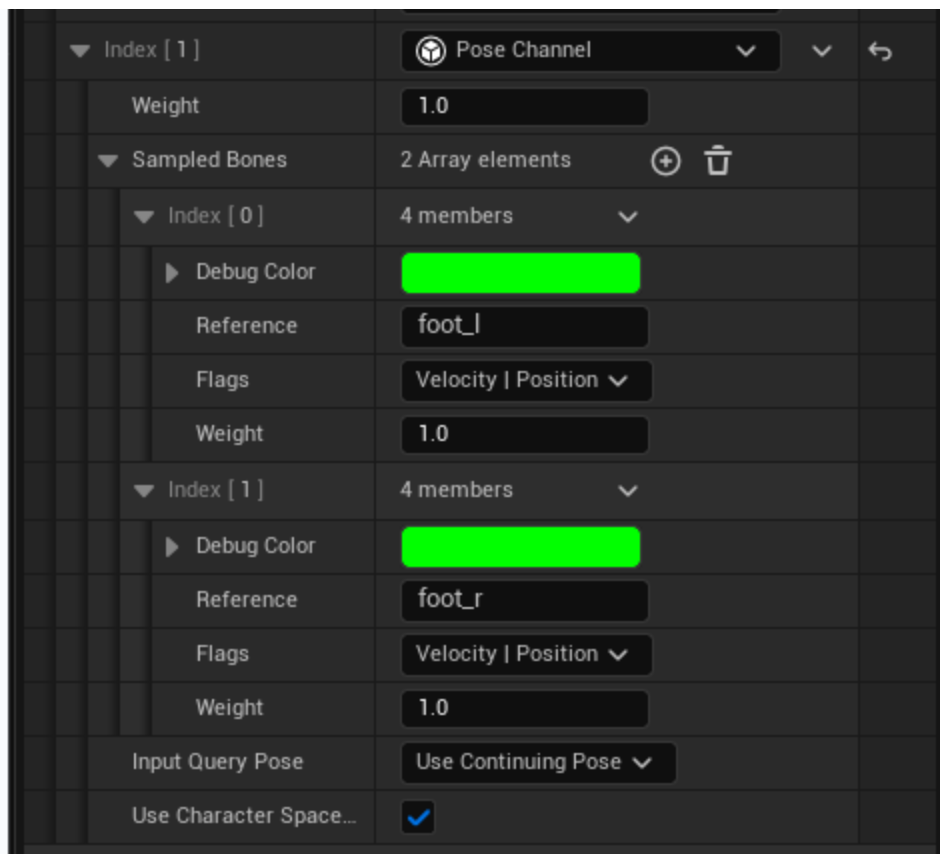 Index [ 1 ] Pose Channel
Weight 1.0
Sampled Bones 2 Array elements
Index [ 0 ] 4 members
Debug Color
Reference foot_l
Flags Velocity | Position
Weight 1.0
Index [ 1 ] 4 members
Debug Color
Reference foot_r
Flags Velocity | Position
Weight 1.0
Input Query Pose Use Continuing Pose
Use Character Space...